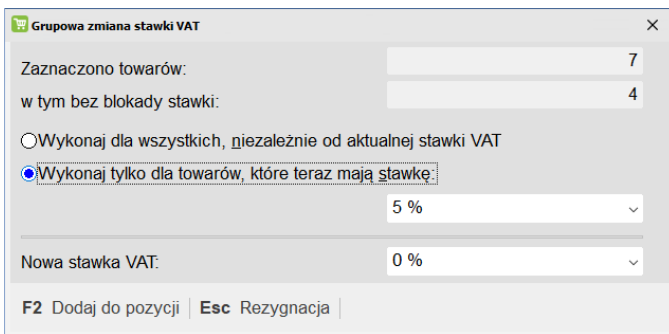 Grupowa zmiana stawki VAT
Zaznaczono towarów: 7
w tym bez blokady stawki: 4
Wykonaj dla wszystkich, niezależnie od aktualnej stawki VAT
Wykonaj tylko dla towarów, które teraz mają stawkę:
5 %
Nowa stawka VAT: 0 %
F2 Dodaj do pozycji Esc Rezygnacja